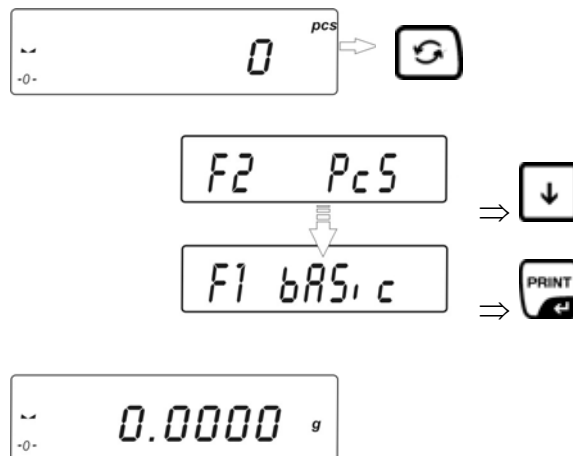 pcs
0
-0-
F2 PcS
F1 bASic
PRINT
0.0000 g
-0-